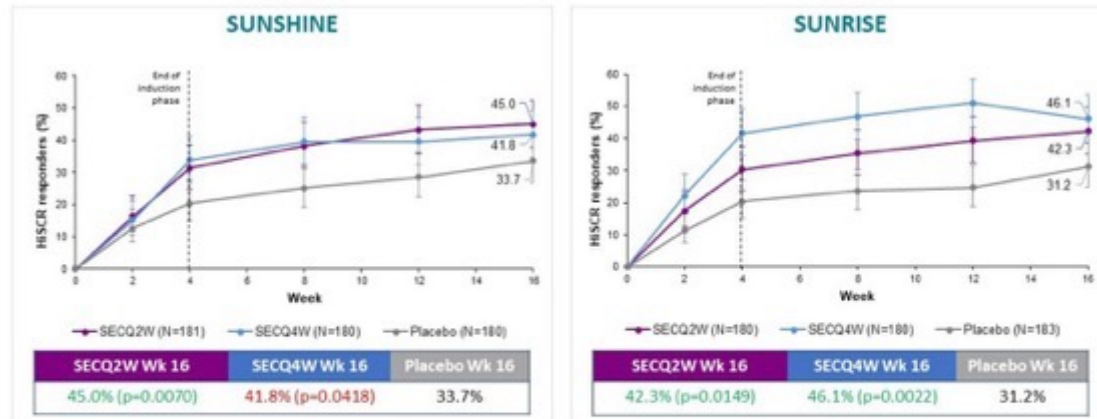 SUNSHINE
60
50
40
30
20
10
0
HiSCR responders (%)
End of
induction
phase
45.0
41.8
33.7
0 2 4 6 8 10 12 14 16
Week
SECQ2W (N=181) SECQ4W (N=180) Placebo (N=180)
SECQ2W Wk 16 SECQ4W Wk 16 Placebo Wk 16
45.0% (p=0.0070) 41.8% (p=0.0418) 33.7%
SUNRISE
60
50
40
30
20
10
0
HiSCR responders (%)
End of
induction
phase
46.1
42.3
31.2
0 2 4 6 8 10 12 14 16
Week
SECQ2W (N=180) SECQ4W (N=180) Placebo (N=183)
SECQ2W Wk 16 SECQ4W Wk 16 Placebo Wk 16
42.3% (p=0.0149) 46.1% (p=0.0022) 31.2%